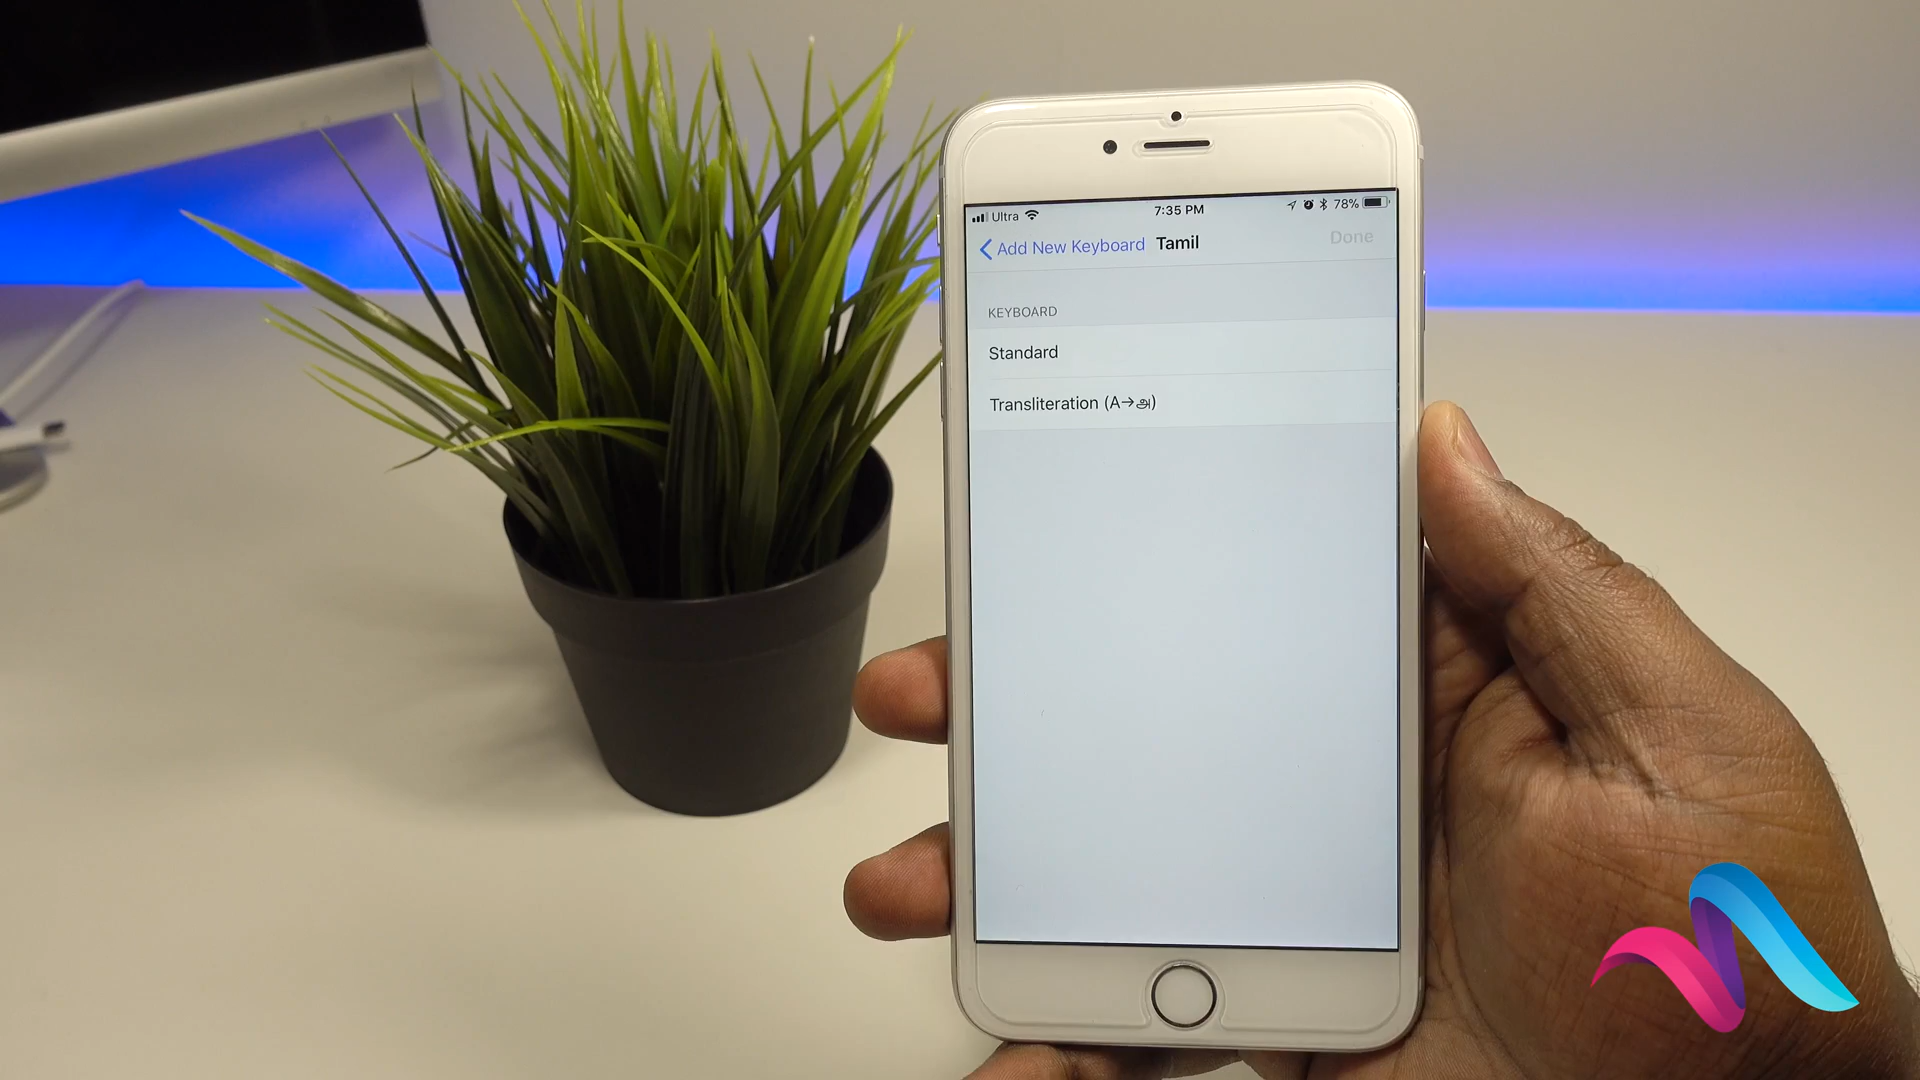 Ultra 7:35 PM 78%
Add New Keyboard Tamil Done
KEYBOARD
Standard
Transliteration (A→அ)